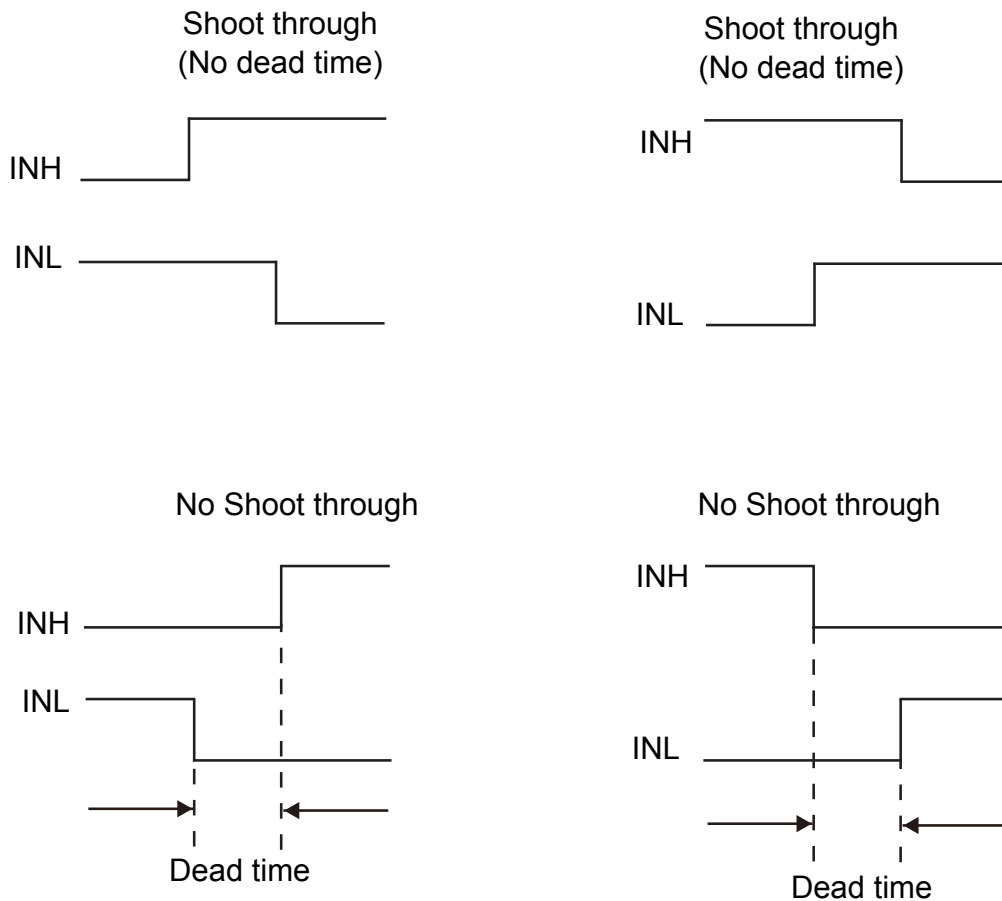 Shoot through
(No dead time)
INH
INL
Shoot through
(No dead time)
INH
INL
No Shoot through
INH
INL
Dead time
No Shoot through
INH
INL
Dead time